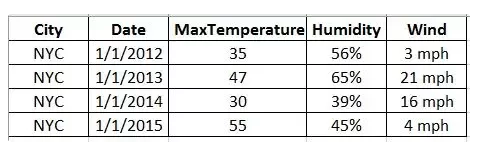 City Date MaxTemperature Humidity Wind
NYC 1/1/2012 35 56% 3 mph
NYC 1/1/2013 47 65% 21 mph
NYC 1/1/2014 30 39% 16 mph
NYC 1/1/2015 55 45% 4 mph